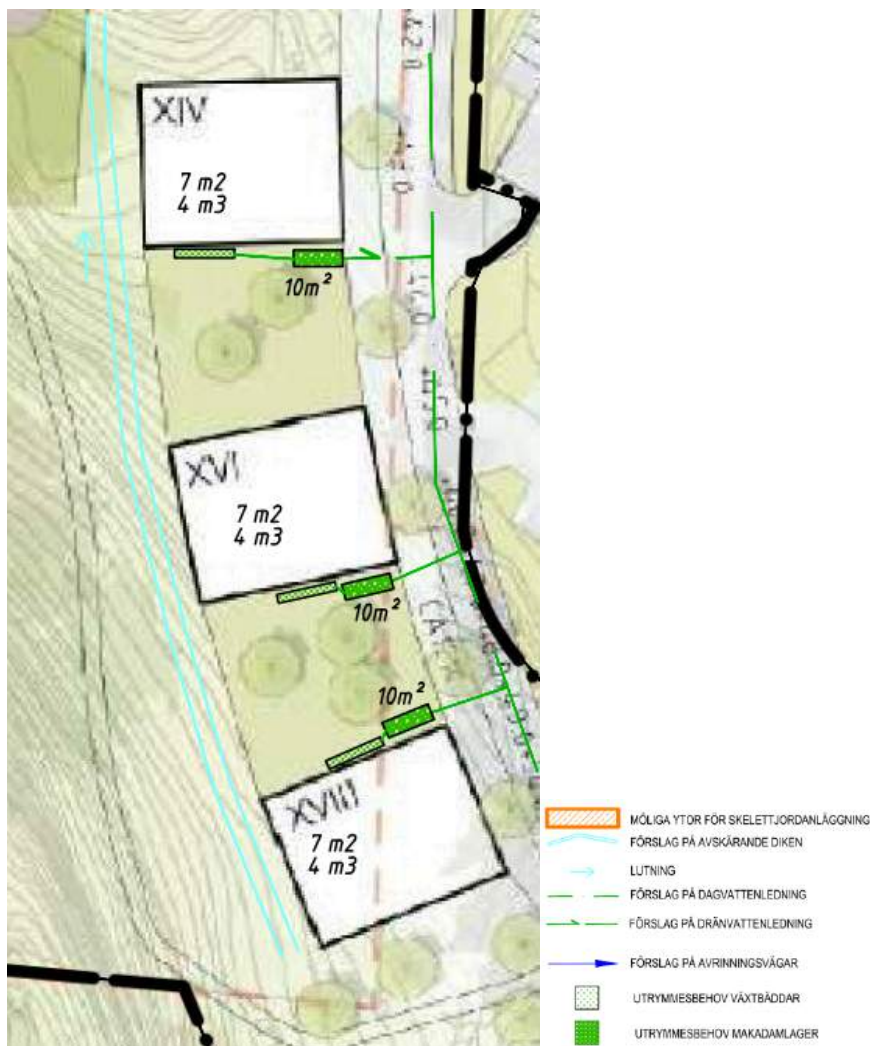 XIV
7 m2
4 m3
10m²
XVI
7 m2
4 m3
10m²
10m²
XVIII
7 m2
4 m3
MÖLIGA YTOR FÖR SKELETTJORDANLÄGGNING
FÖRSLAG PÅ AVSKÄRANDE DIKEN
LUTNING
FÖRSLAG PÅ DAGVATTENLEDNING
FÖRSLAG PÅ DRÄNVATTENLEDNING
FÖRSLAG PÅ AVRINNINGSVÄGAR
UTRYMMESBEHOV VÄXTBÄDDAR
UTRYMMESBEHOV MAKADAMLAGER